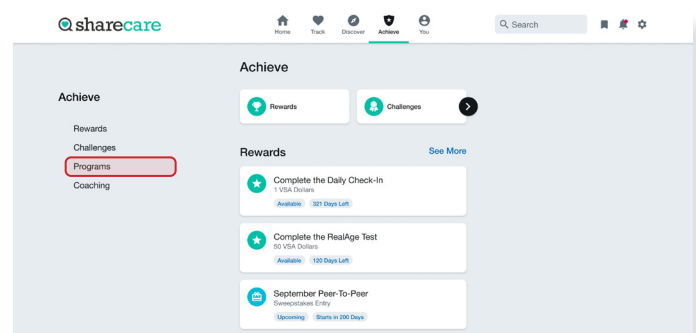 sharecare
Home
Track
Discover
Achieve
You
Search
Achieve
Rewards
Challenges
Programs
Coaching
Achieve
Rewards
Challenges
Rewards
See More
Complete the Daily Check-In
1 VSA Dollars
Available 321 Days Left
Complete the RealAge Test
50 VSA Dollars
Available 120 Days Left
September Peer-To-Peer
Sweepstakes Entry
Upcoming Starts in 200 Days